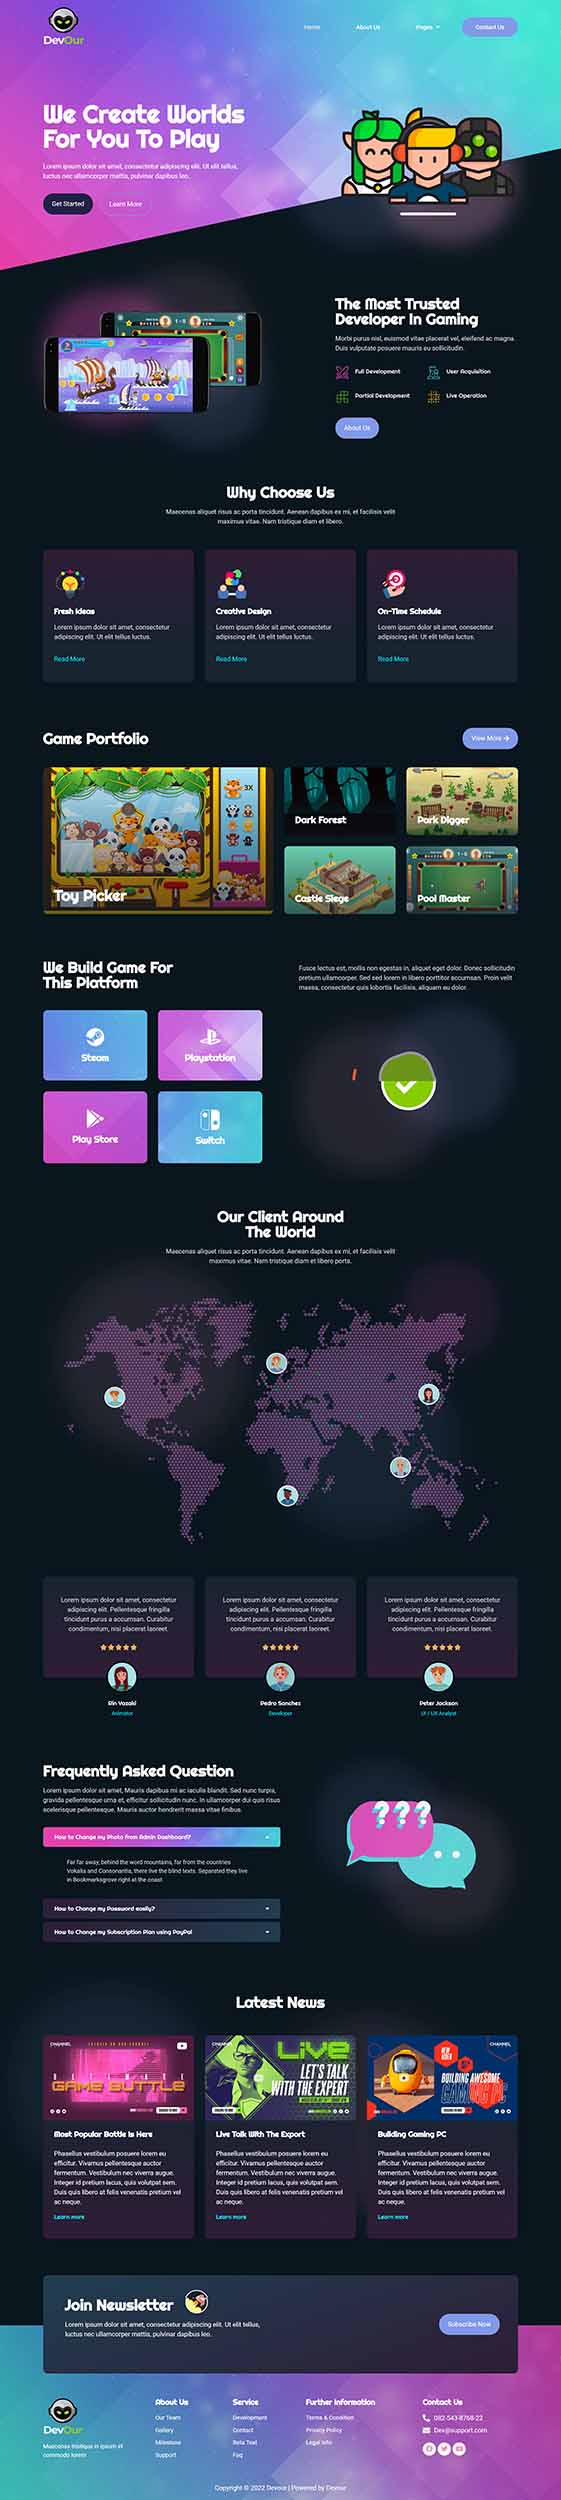 DevOur
Home
About Us
Pages
Contact Us
We Create Worlds
For You To Play
Lorem ipsum dolor sit amet, consectetur adipiscing elit. Ut elit tellus,
luctus nec ullamcorper mattis, pulvinar dapibus leo.
Get Started
Learn More
The Most Trusted
Developer In Gaming
Morbi purus nisl, euismod vitae placerat vel, eleifend ac magna.
Duis vulputate posuere mauris eu sollicitudin.
Full Development
User Acquisition
Partial Development
Live Operation
About Us
Why Choose Us
Maecenas aliquet risus ac porta tincidunt. Aenean dapibus ex mi, et facilisis velit
maximus vitae. Nam tristique diam et libero.
Fresh Ideas
Lorem ipsum dolor sit amet, consectetur
adipiscing elit. Ut elit tellus luctus.
Read More
Creative Design
Lorem ipsum dolor sit amet, consectetur
adipiscing elit. Ut elit tellus luctus.
Read More
On-Time Schedule
Lorem ipsum dolor sit amet, consectetur
adipiscing elit. Ut elit tellus luctus.
Read More
Game Portfolio
View More
3X
Toy Picker
Dark Forest
Park Digger
Castle Siege
Pool Master
We Build Game For
This Platform
Fusce lectus est, mollis non egestas in, aliquet eget dolor. Donec sollicitudin
pretium ullamcorper. Sed sed lorem in libero porttitor accumsan. Proin velit
massa, consectetur quis lobortis facilisis, aliquam eu dolor.
Steam
Playstation
Play Store
Switch
Our Client Around
The World
Maecenas aliquet risus ac porta tincidunt. Aenean dapibus ex mi, et facilisis velit
maximus vitae. Nam tristique diam et libero porta.
Lorem ipsum dolor sit amet, consectetur
adipiscing elit. Pellentesque fringilla
tincidunt purus a accumsan. Curabitur
condimentum, nisi placerat laoreet.
Rin Yazaki
Animator
Lorem ipsum dolor sit amet, consectetur
adipiscing elit. Pellentesque fringilla
tincidunt purus a accumsan. Curabitur
condimentum, nisi placerat laoreet.
Pedro Sanches
Developer
Lorem ipsum dolor sit amet, consectetur
adipiscing elit. Pellentesque fringilla
tincidunt purus a accumsan. Curabitur
condimentum, nisi placerat laoreet.
Peter Jackson
UI / UX Analyst
Frequently Asked Question
Lorem ipsum dolor sit amet, Mauris dapibus mi ac iaculis blandit. Sed nunc turpis,
gravida pellentesque urna et, efficitur sollicitudin nunc. In ullamcorper dui quis risus
scelerisque pellentesque. Mauris auctor hendrerit massa vitae finibus.
How to Change my Photo from Admin Dashboard?
Far far away, behind the word mountains, far from the countries
Vokalia and Consonantia, there live the blind texts. Separated they live
in Bookmarksgrove right at the coast
How to Change my Password easily?
How to Change my Subscription Plan using PayPal
???
Latest News
CHANNEL
GAME BUTTLE
Most Popular Battle Is Here
Phasellus vestibulum posuere lorem eu
efficitur. Vivamus pellentesque auctor
fermentum. Vestibulum nec viverra augue.
Integer id pretium lacus, quis volutpat sem.
Duis quis libero at felis venenatis pretium vel
ac neque.
Learn more
CHANNEL
LIVE
LET'S TALK
WITH THE EXPERT
Live Talk With The Export
Phasellus vestibulum posuere lorem eu
efficitur. Vivamus pellentesque auctor
fermentum. Vestibulum nec viverra augue.
Integer id pretium lacus, quis volutpat sem.
Duis quis libero at felis venenatis pretium vel
ac neque.
Learn more
CHANNEL
NEW
VIDEO
BUILDING AWESOME
GAMING PC
Building Gaming PC
Phasellus vestibulum posuere lorem eu
efficitur. Vivamus pellentesque auctor
fermentum. Vestibulum nec viverra augue.
Integer id pretium lacus, quis volutpat sem.
Duis quis libero at felis venenatis pretium vel
ac neque.
Learn more
Join Newsletter
Lorem ipsum dolor sit amet, consectetur adipiscing elit. Ut elit tellus,
luctus nec ullamcorper mattis, pulvinar dapibus leo.
Subscribe Now
DevOur
Maecenas tristique in ipsum et
commodo lorem
About Us
Our Team
Gallery
Milestone
Support
Service
Development
Contact
Beta Test
Faq
Further Information
Terms & Condition
Privacy Policy
Legal Info
Contact Us
082-543-8768-22
Dev@support.com
Copyright © 2022 Devour | Powered by Devour